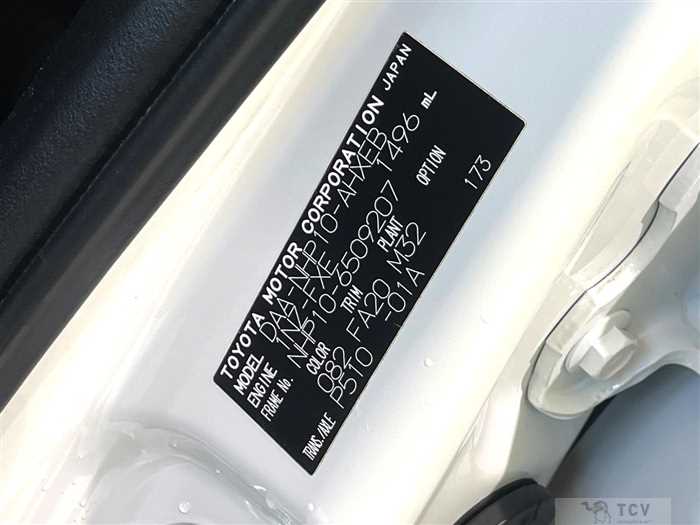 TOYOTA MOTOR CORPORATION JAPAN
MODEL DAA-NHP10-AHXEB
ENGINE 1NZ-FXE 1496 mL
FRAME No. NHP10-6509207
COLOR TRIM PLANT OPTION
082 FA20 M32 173
TRANS./AXLE P510 -01A
TCV